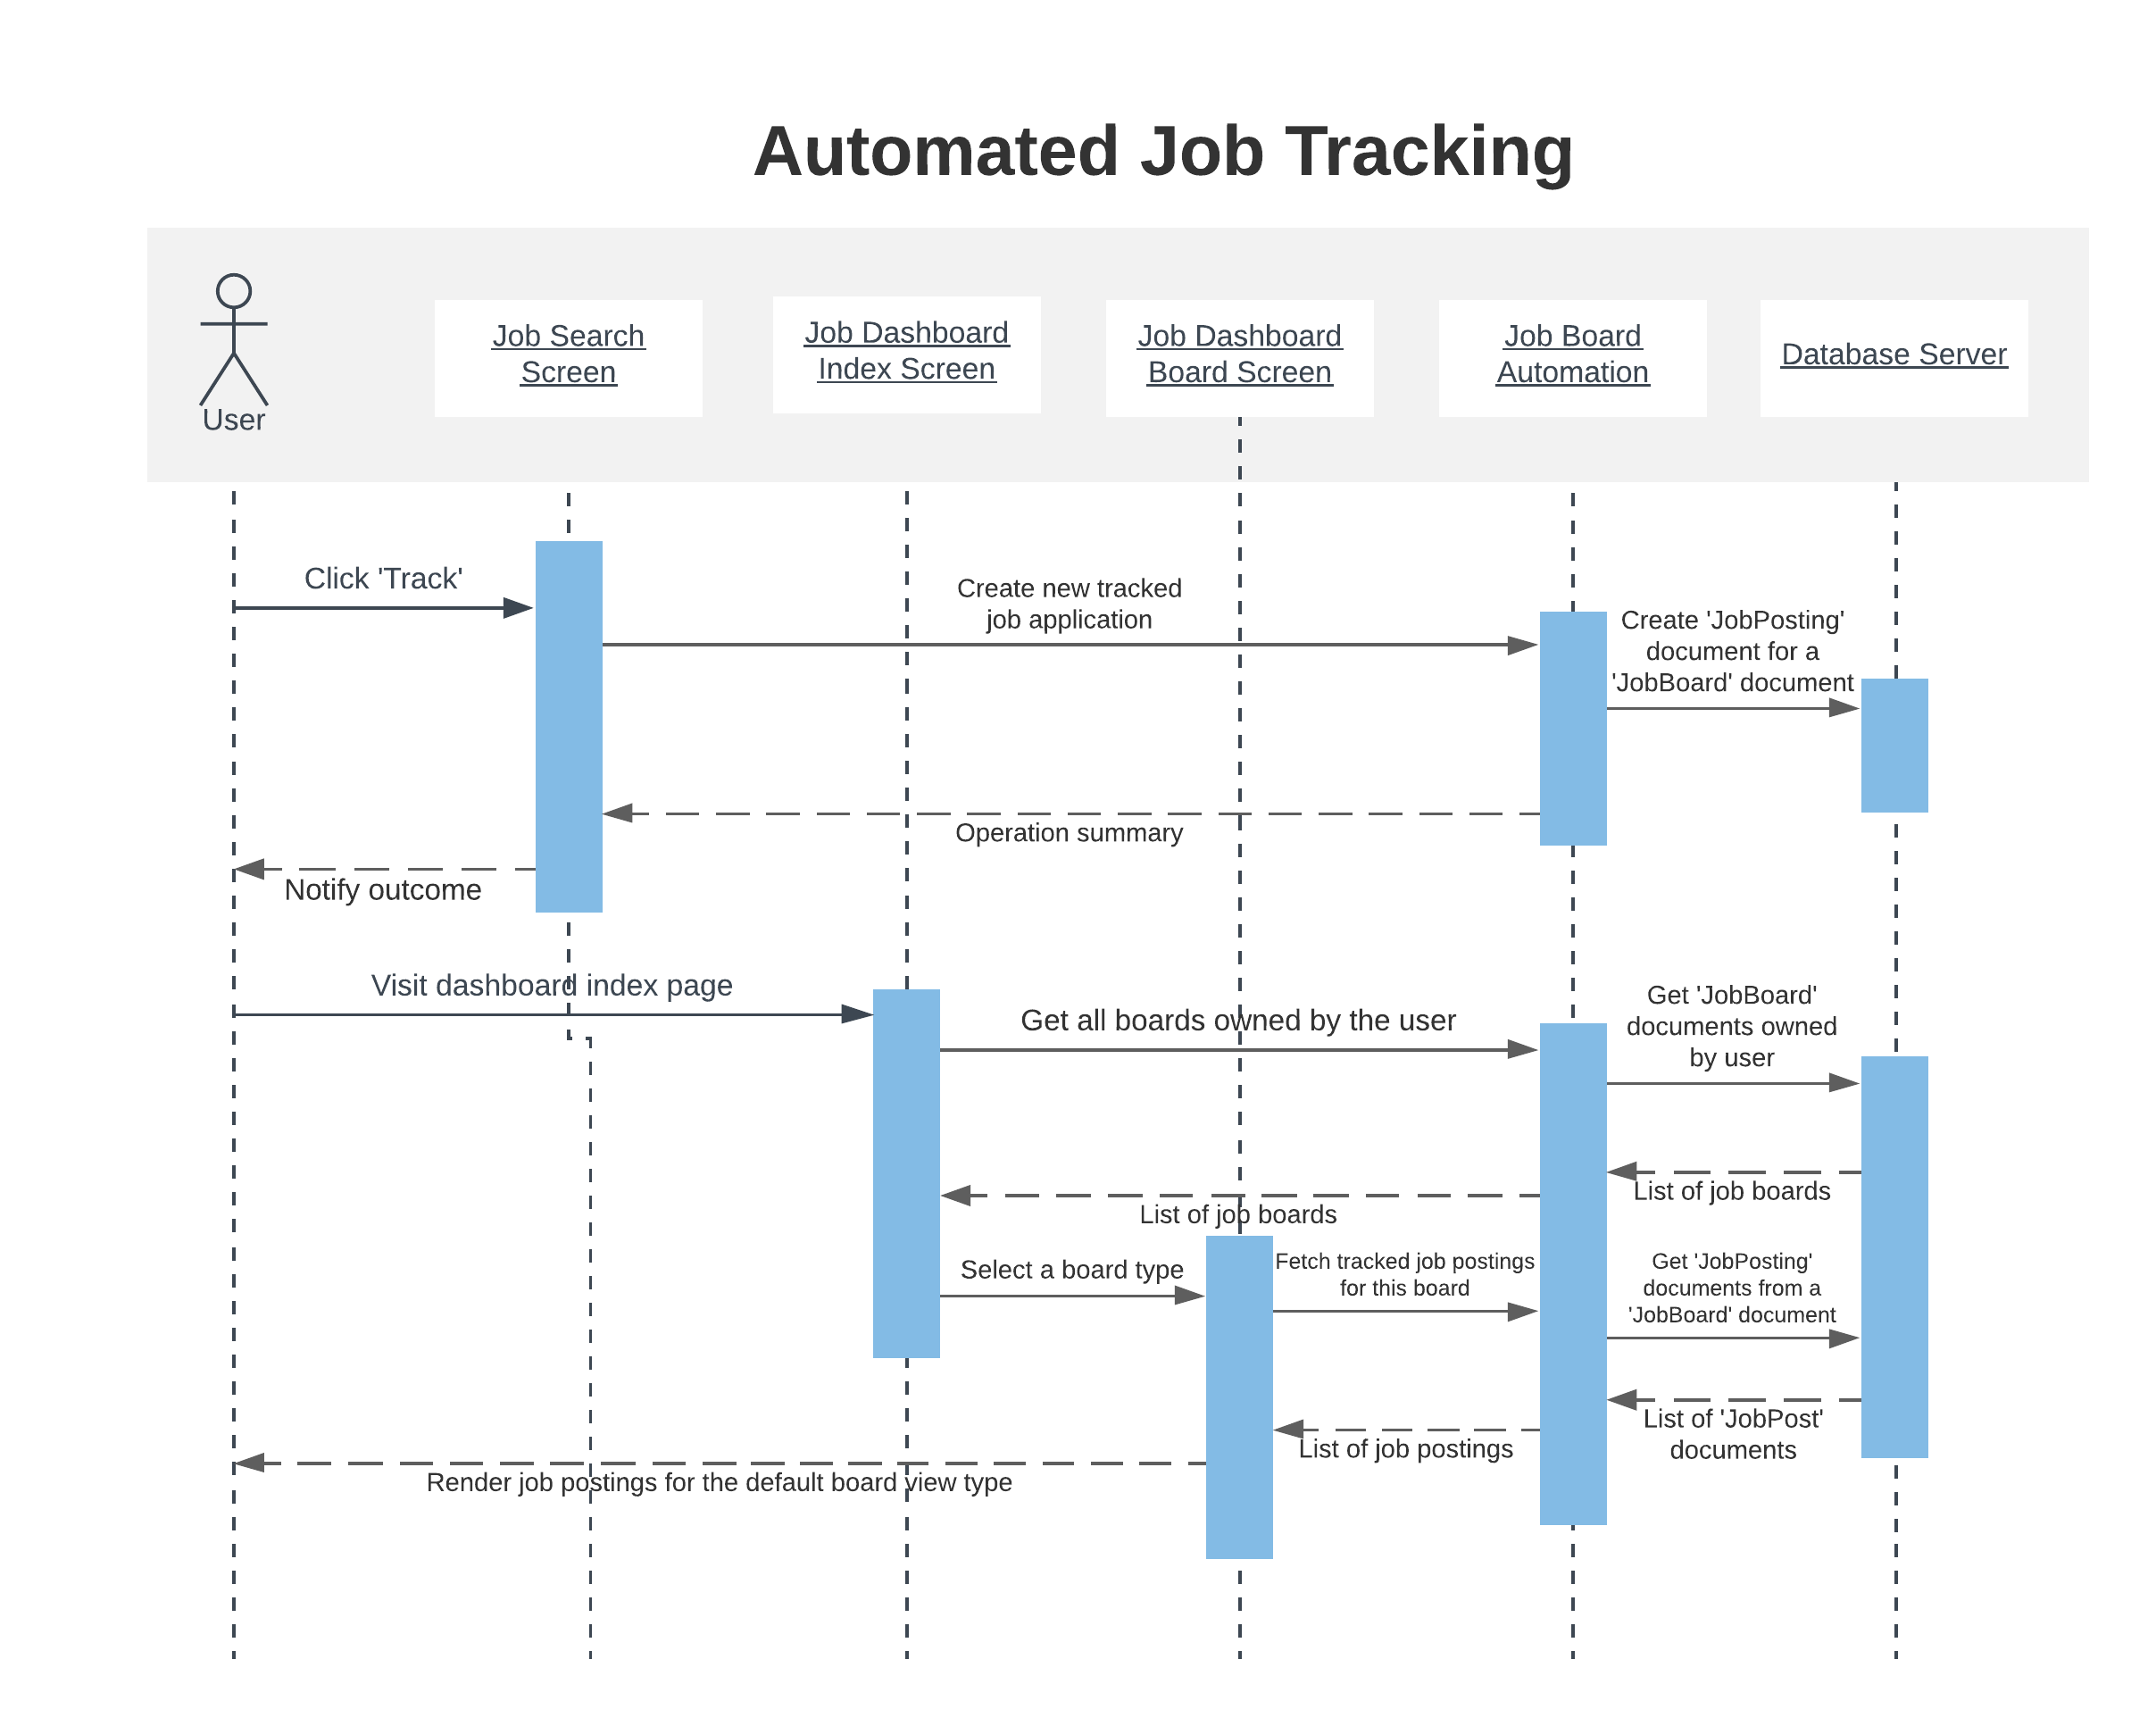 Automated Job Tracking
User
Job Search
Screen
Job Dashboard
Index Screen
Job Dashboard
Board Screen
Job Board
Automation
Database Server
Click 'Track'
Create new tracked
job application
Create 'JobPosting'
document for a
'JobBoard' document
Operation summary
Notify outcome
Visit dashboard index page
Get all boards owned by the user
Get 'JobBoard'
documents owned
by user
List of job boards
List of job boards
Select a board type
Fetch tracked job postings
for this board
Get 'JobPosting'
documents from a
'JobBoard' document
List of 'JobPost'
documents
List of job postings
Render job postings for the default board view type